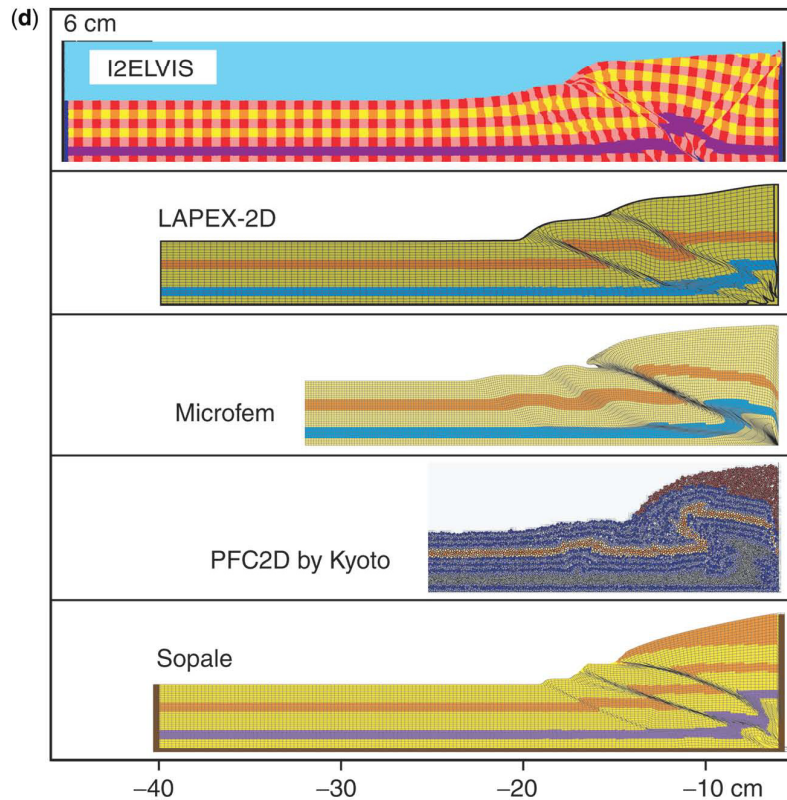 (d)
6 cm
I2ELVIS
LAPEX-2D
Microfem
PFC2D by Kyoto
Sopale
−40 −30 −20 −10 cm